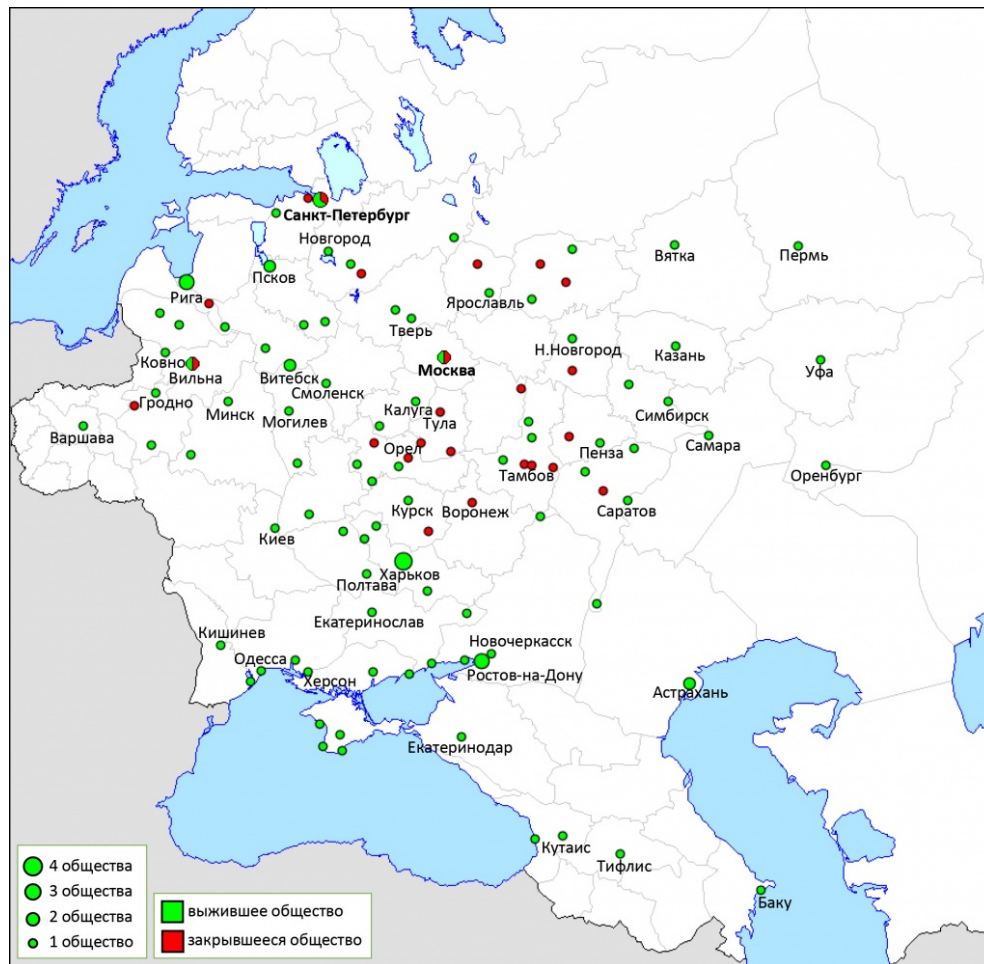 Санкт-Петербург
Новгород
Вятка
Пермь
Псков
Рига
Ярославль
Тверь
Н.Новгород
Казань
Ковно
Вильна
Москва
Уфа
Витебск
Смоленск
Гродно
Минск
Калуга
Симбирск
Могилев
Тула
Варшава
Самара
Орел
Пенза
Тамбов
Оренбург
Курск
Воронеж
Саратов
Киев
Харьков
Полтава
Екатеринослав
Кишинев
Новочеркасск
Одесса
Херсон
Ростов-на-Дону
Астрахань
Екатеринодар
Кутаис
Тифлис
Баку
4 общества
3 общества
2 общества
1 общество
выжившее общество
закрывшееся общество